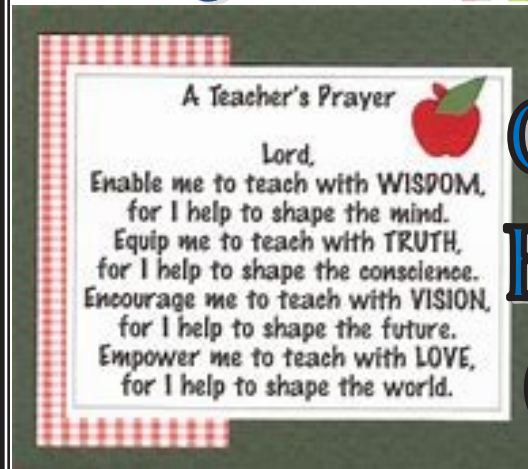 A Teacher's Prayer
Lord,
Enable me to teach with WISDOM,
for I help to shape the mind.
Equip me to teach with TRUTH,
for I help to shape the conscience.
Encourage me to teach with VISION,
for I help to shape the future.
Empower me to teach with LOVE,
for I help to shape the world.